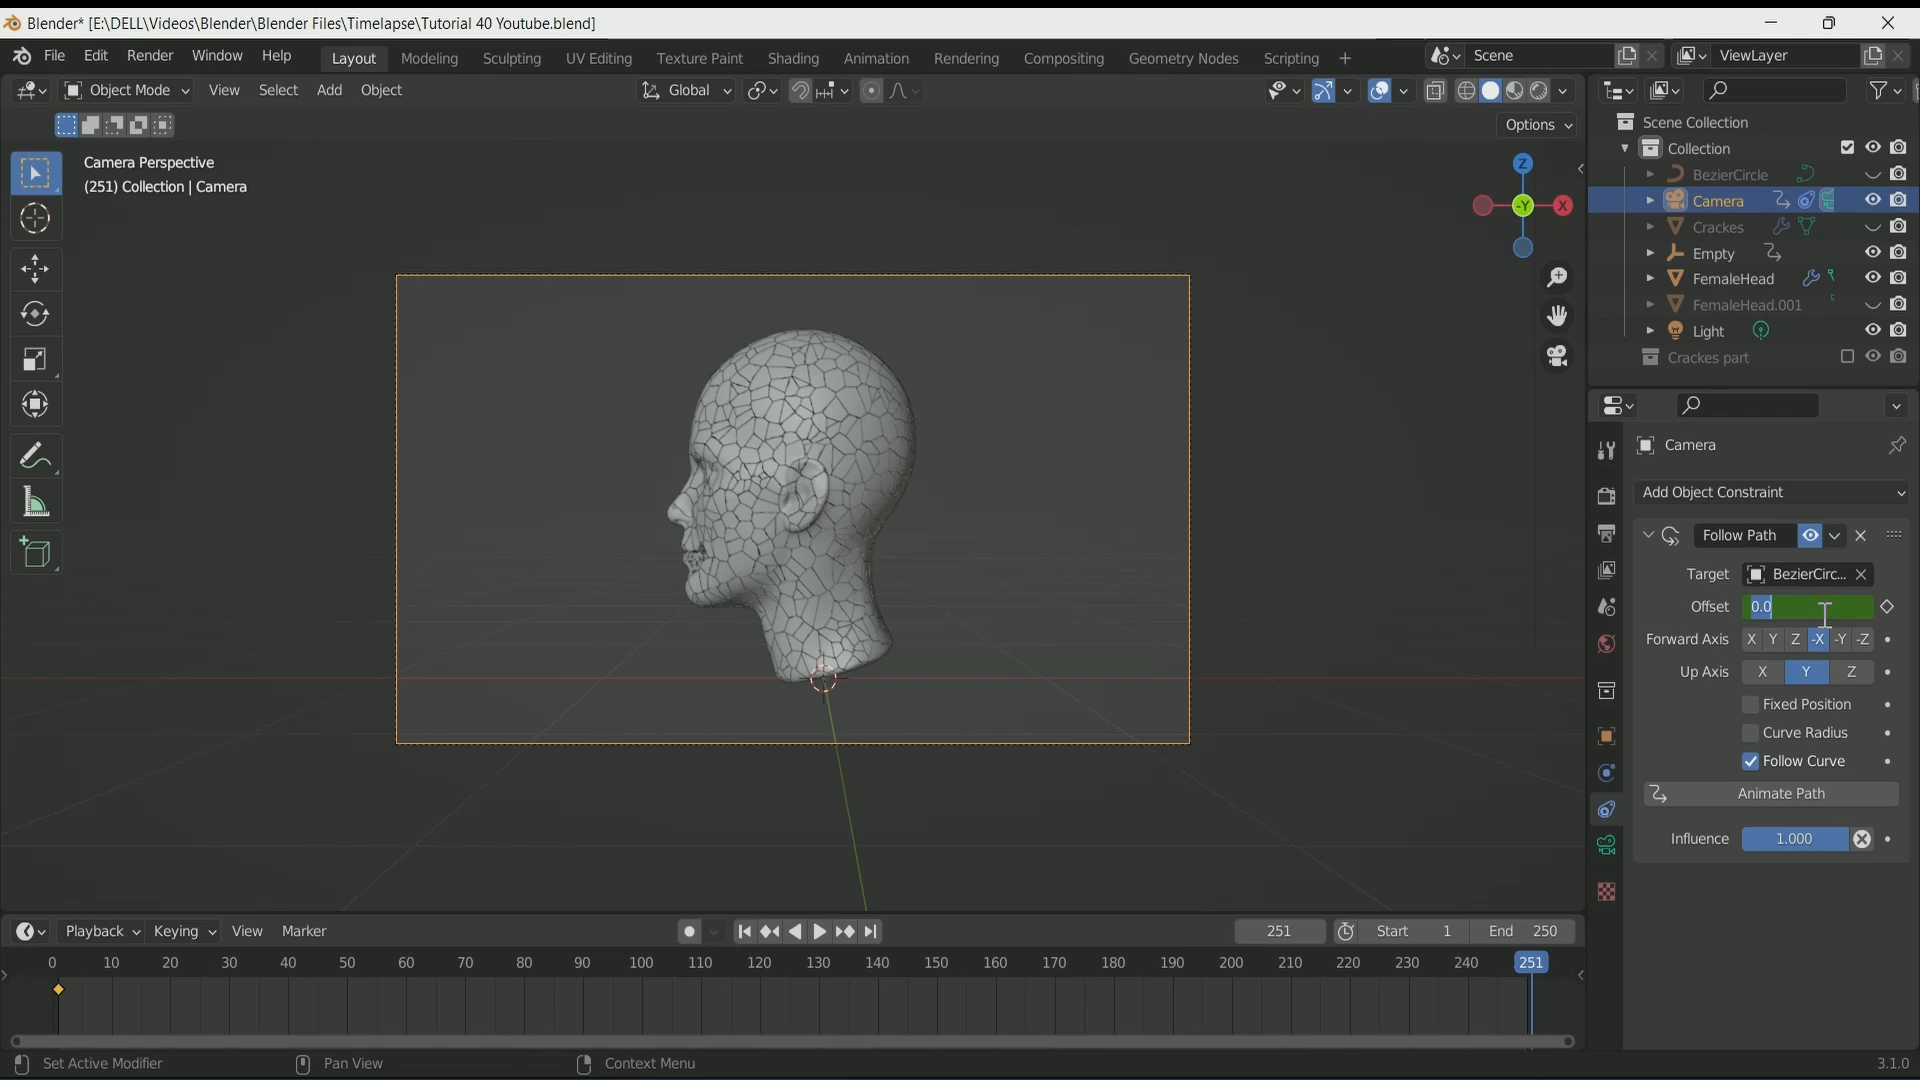 Blender* [E:\DELL\Videos\Blender\Blender Files\Timelapse\Tutorial 40 Youtube.blend]
File Edit Render Window Help Layout Modeling Sculpting UV Editing Texture Paint Shading Animation Rendering Compositing Geometry Nodes Scripting + Scene ViewLayer
Object Mode View Select Add Object Global
Options
Camera Perspective
(251) Collection | Camera
Z
-Y
X
Scene Collection
Collection
BezierCircle
Camera
Crackes
Empty
FemaleHead
FemaleHead.001
Light
Crackes part
Camera
Add Object Constraint
Follow Path
Target BezierCirc...
Offset 0.0
Forward Axis X Y Z -X -Y -Z
Up Axis X Y Z
Fixed Position
Curve Radius
Follow Curve
Animate Path
Influence 1.000
Playback Keying View Marker 251 Start 1 End 250
0 10 20 30 40 50 60 70 80 90 100 110 120 130 140 150 160 170 180 190 200 210 220 230 240 251
Set Active Modifier Pan View Context Menu 3.1.0